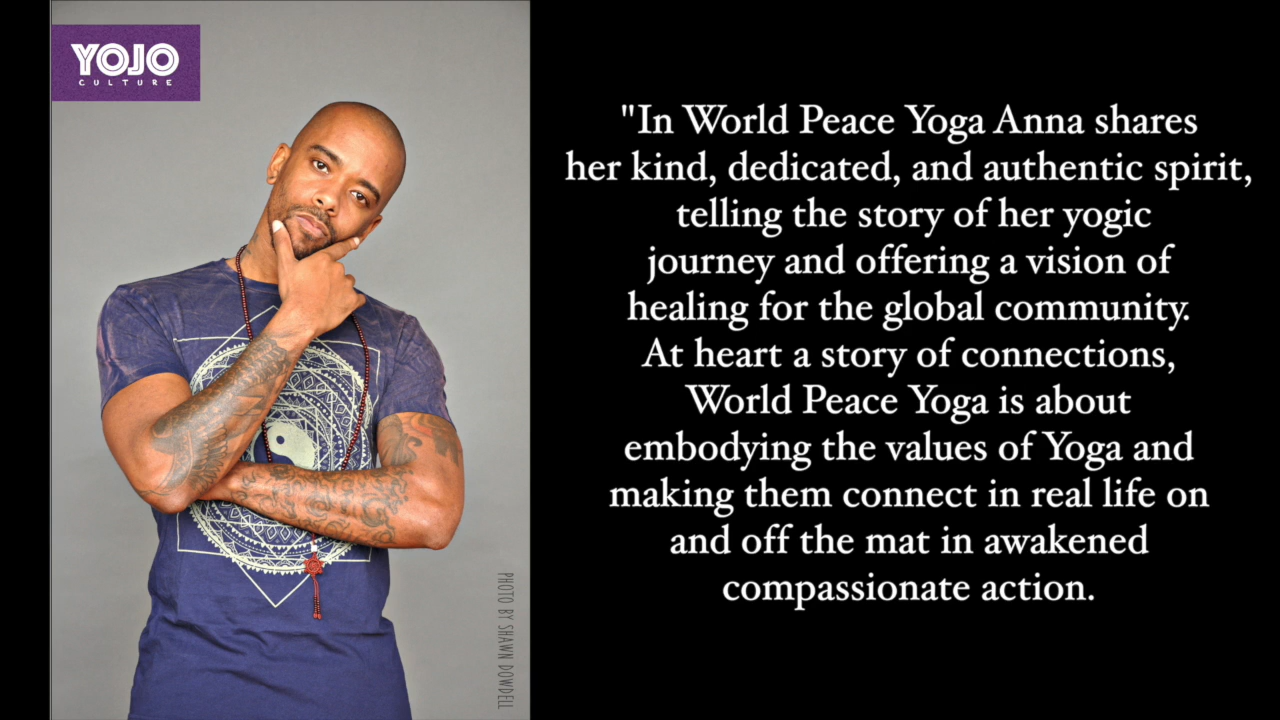 YOJO
CULTURE
"In World Peace Yoga Anna shares
her kind, dedicated, and authentic spirit,
telling the story of her yogic
journey and offering a vision of
healing for the global community.
At heart a story of connections,
World Peace Yoga is about
embodying the values of Yoga and
making them connect in real life on
and off the mat in awakened
compassionate action.
PHOTO BY SHAWN DOWDELL